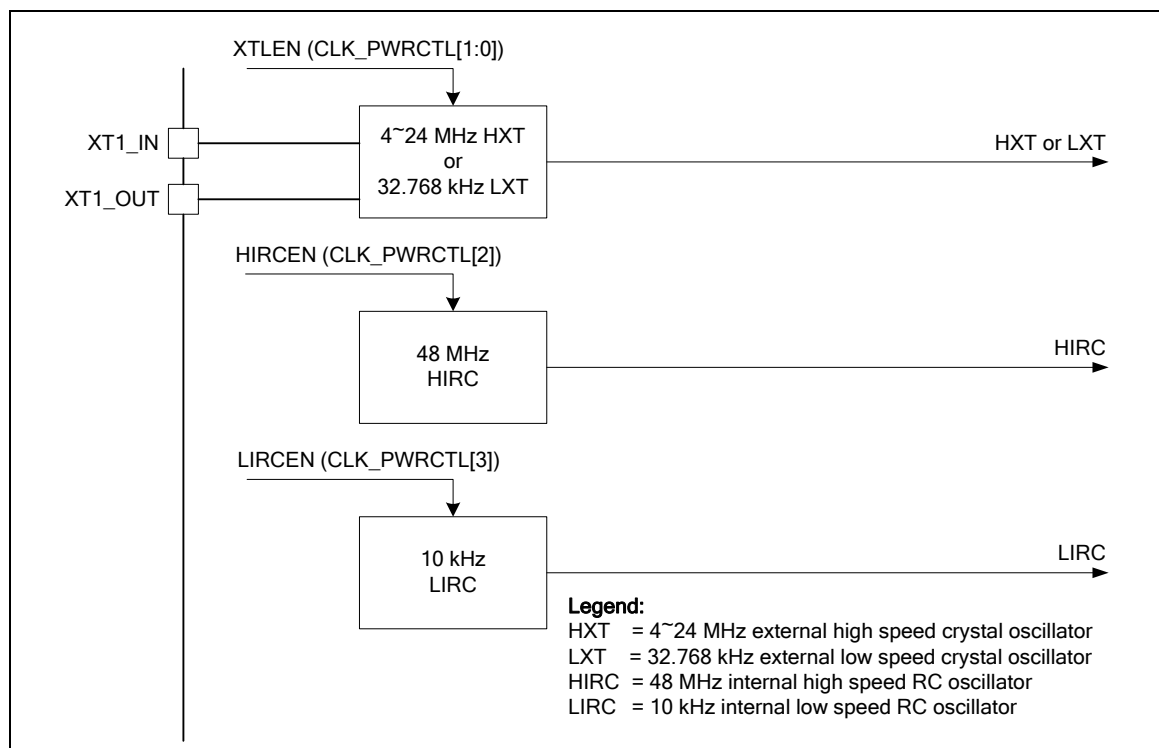 XTLEN (CLK_PWRCTL[1:0])
XT1_IN
XT1_OUT
4~24 MHz HXT
or
32.768 kHz LXT
HXT or LXT
HIRCEN (CLK_PWRCTL[2])
48 MHz
HIRC
HIRC
LIRCEN (CLK_PWRCTL[3])
10 kHz
LIRC
LIRC
Legend:
HXT = 4~24 MHz external high speed crystal oscillator
LXT = 32.768 kHz external low speed crystal oscillator
HIRC = 48 MHz internal high speed RC oscillator
LIRC = 10 kHz internal low speed RC oscillator